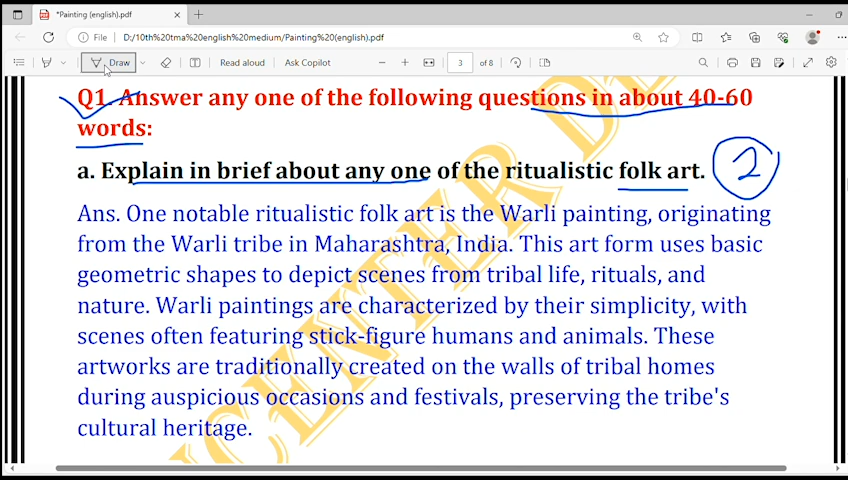 *Painting (english).pdf
File
D:/10th%20tma%20english%20medium/Painting%20(english).pdf
Draw
Read aloud
Ask Copilot
3
of 8
Q1. Answer any one of the following questions in about 40-60
words:
a. Explain in brief about any one of the ritualistic folk art.
2
Ans. One notable ritualistic folk art is the Warli painting, originating
from the Warli tribe in Maharashtra, India. This art form uses basic
geometric shapes to depict scenes from tribal life, rituals, and
nature. Warli paintings are characterized by their simplicity, with
scenes often featuring stick-figure humans and animals. These
artworks are traditionally created on the walls of tribal homes
during auspicious occasions and festivals, preserving the tribe's
cultural heritage.